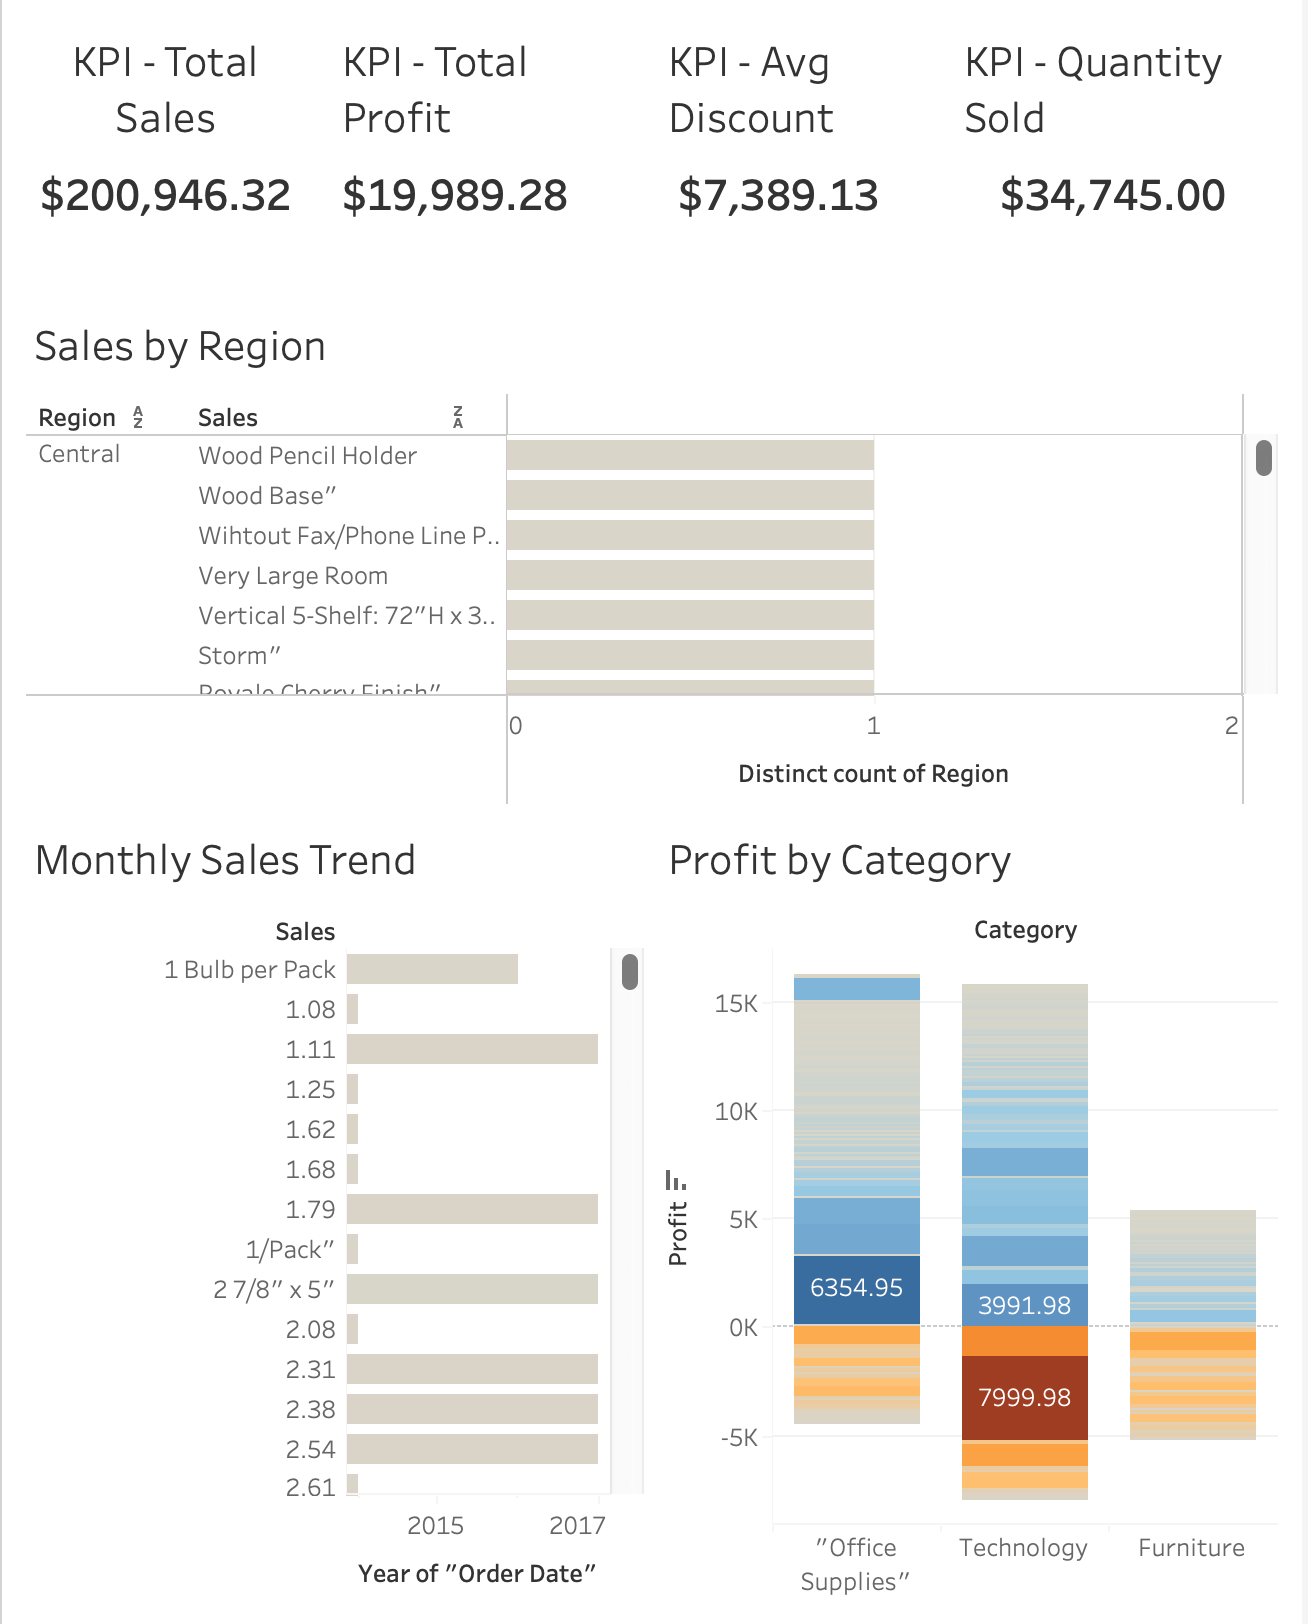 KPI - Total
Sales
KPI - Total
Profit
KPI - Avg
Discount
KPI - Quantity
Sold
$200,946.32
$19,989.28
$7,389.13
$34,745.00
Sales by Region
Region
Sales
Central
Wood Pencil Holder
Wood Base"
Wihtout Fax/Phone Line P..
Very Large Room
Vertical 5-Shelf: 72"H x 3..
Storm"
Royale Cherry Finish"
0 1 2
Distinct count of Region
Monthly Sales Trend
Sales
1 Bulb per Pack
1.08
1.11
1.25
1.62
1.68
1.79
1/Pack"
2 7/8" x 5"
2.08
2.31
2.38
2.54
2.61
2015 2017
Year of "Order Date"
Profit by Category
Category
Profit
15K
10K
5K
0K
-5K
6354.95
3991.98
7999.98
"Office
Supplies"
Technology
Furniture